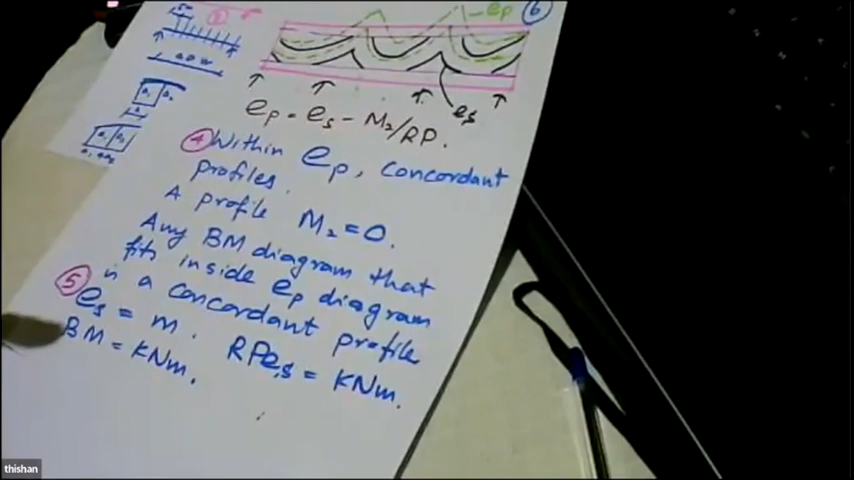 6
ep
es
ep = es - M2/RP.
④ Within ep, concordant
profiles.
A profile M2 = 0.
Any BM diagram that
fits inside ep diagram
is a concordant profile
⑤ es = m. RPes = kNm.
BM = kNm.
thishan